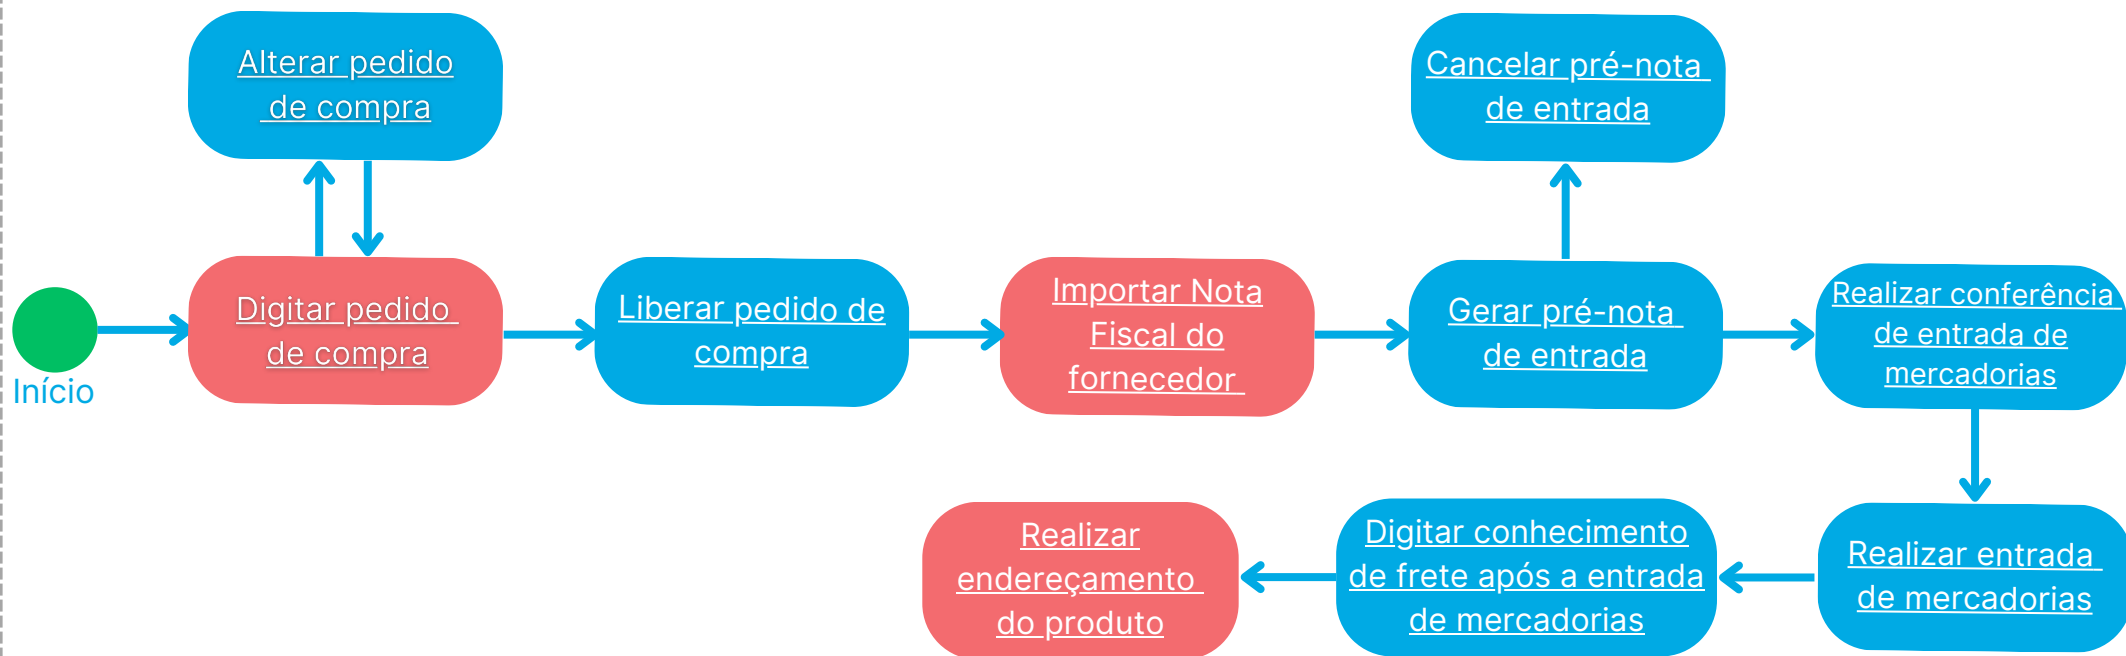 Alterar pedido
de compra
Cancelar pré-nota
de entrada
Início
Digitar pedido
de compra
Liberar pedido de
compra
Importar Nota
Fiscal do
fornecedor
Gerar pré-nota
de entrada
Realizar conferência
de entrada de
mercadorias
Realizar
endereçamento
do produto
Digitar conhecimento
de frete após a entrada
de mercadorias
Realizar entrada
de mercadorias